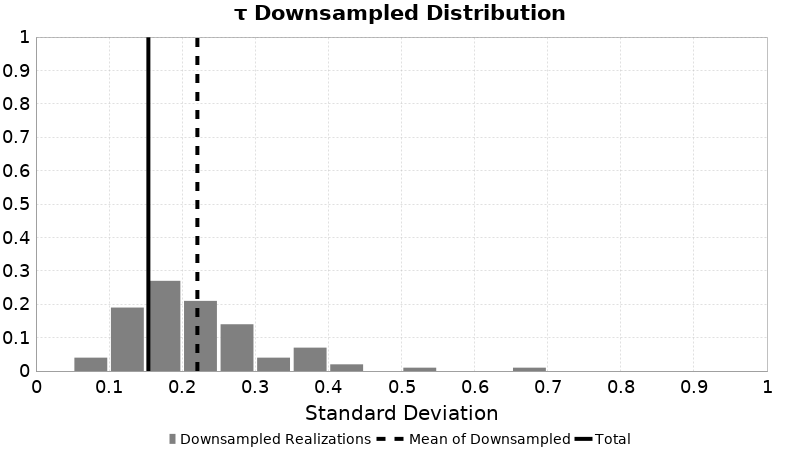 τ Downsampled Distribution
1
0.9
0.8
0.7
0.6
0.5
0.4
0.3
0.2
0.1
0
0 0.1 0.2 0.3 0.4 0.5 0.6 0.7 0.8 0.9 1
Standard Deviation
Downsampled Realizations Mean of Downsampled Total